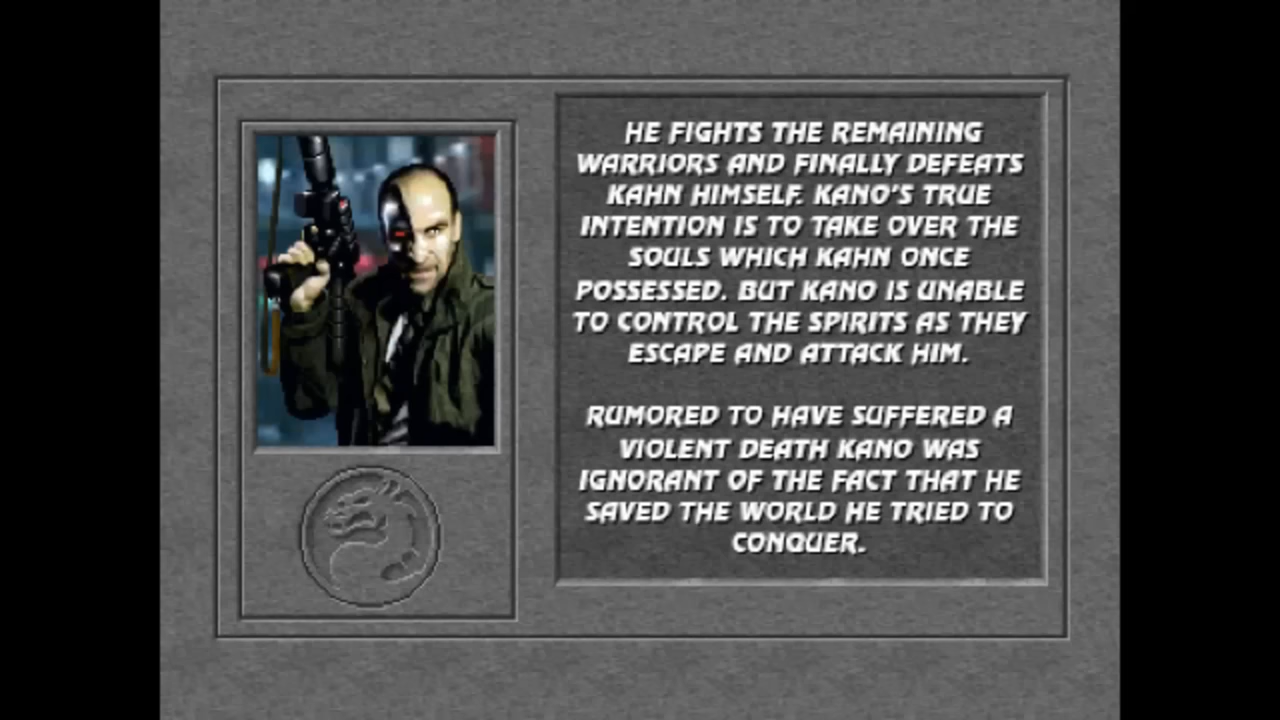 HE FIGHTS THE REMAINING
WARRIORS AND FINALLY DEFEATS
KAHN HIMSELF. KANO'S TRUE
INTENTION IS TO TAKE OVER THE
SOULS WHICH KAHN ONCE
POSSESSED. BUT KANO IS UNABLE
TO CONTROL THE SPIRITS AS THEY
ESCAPE AND ATTACK HIM.
RUMORED TO HAVE SUFFERED A
VIOLENT DEATH KANO WAS
IGNORANT OF THE FACT THAT HE
SAVED THE WORLD HE TRIED TO
CONQUER.